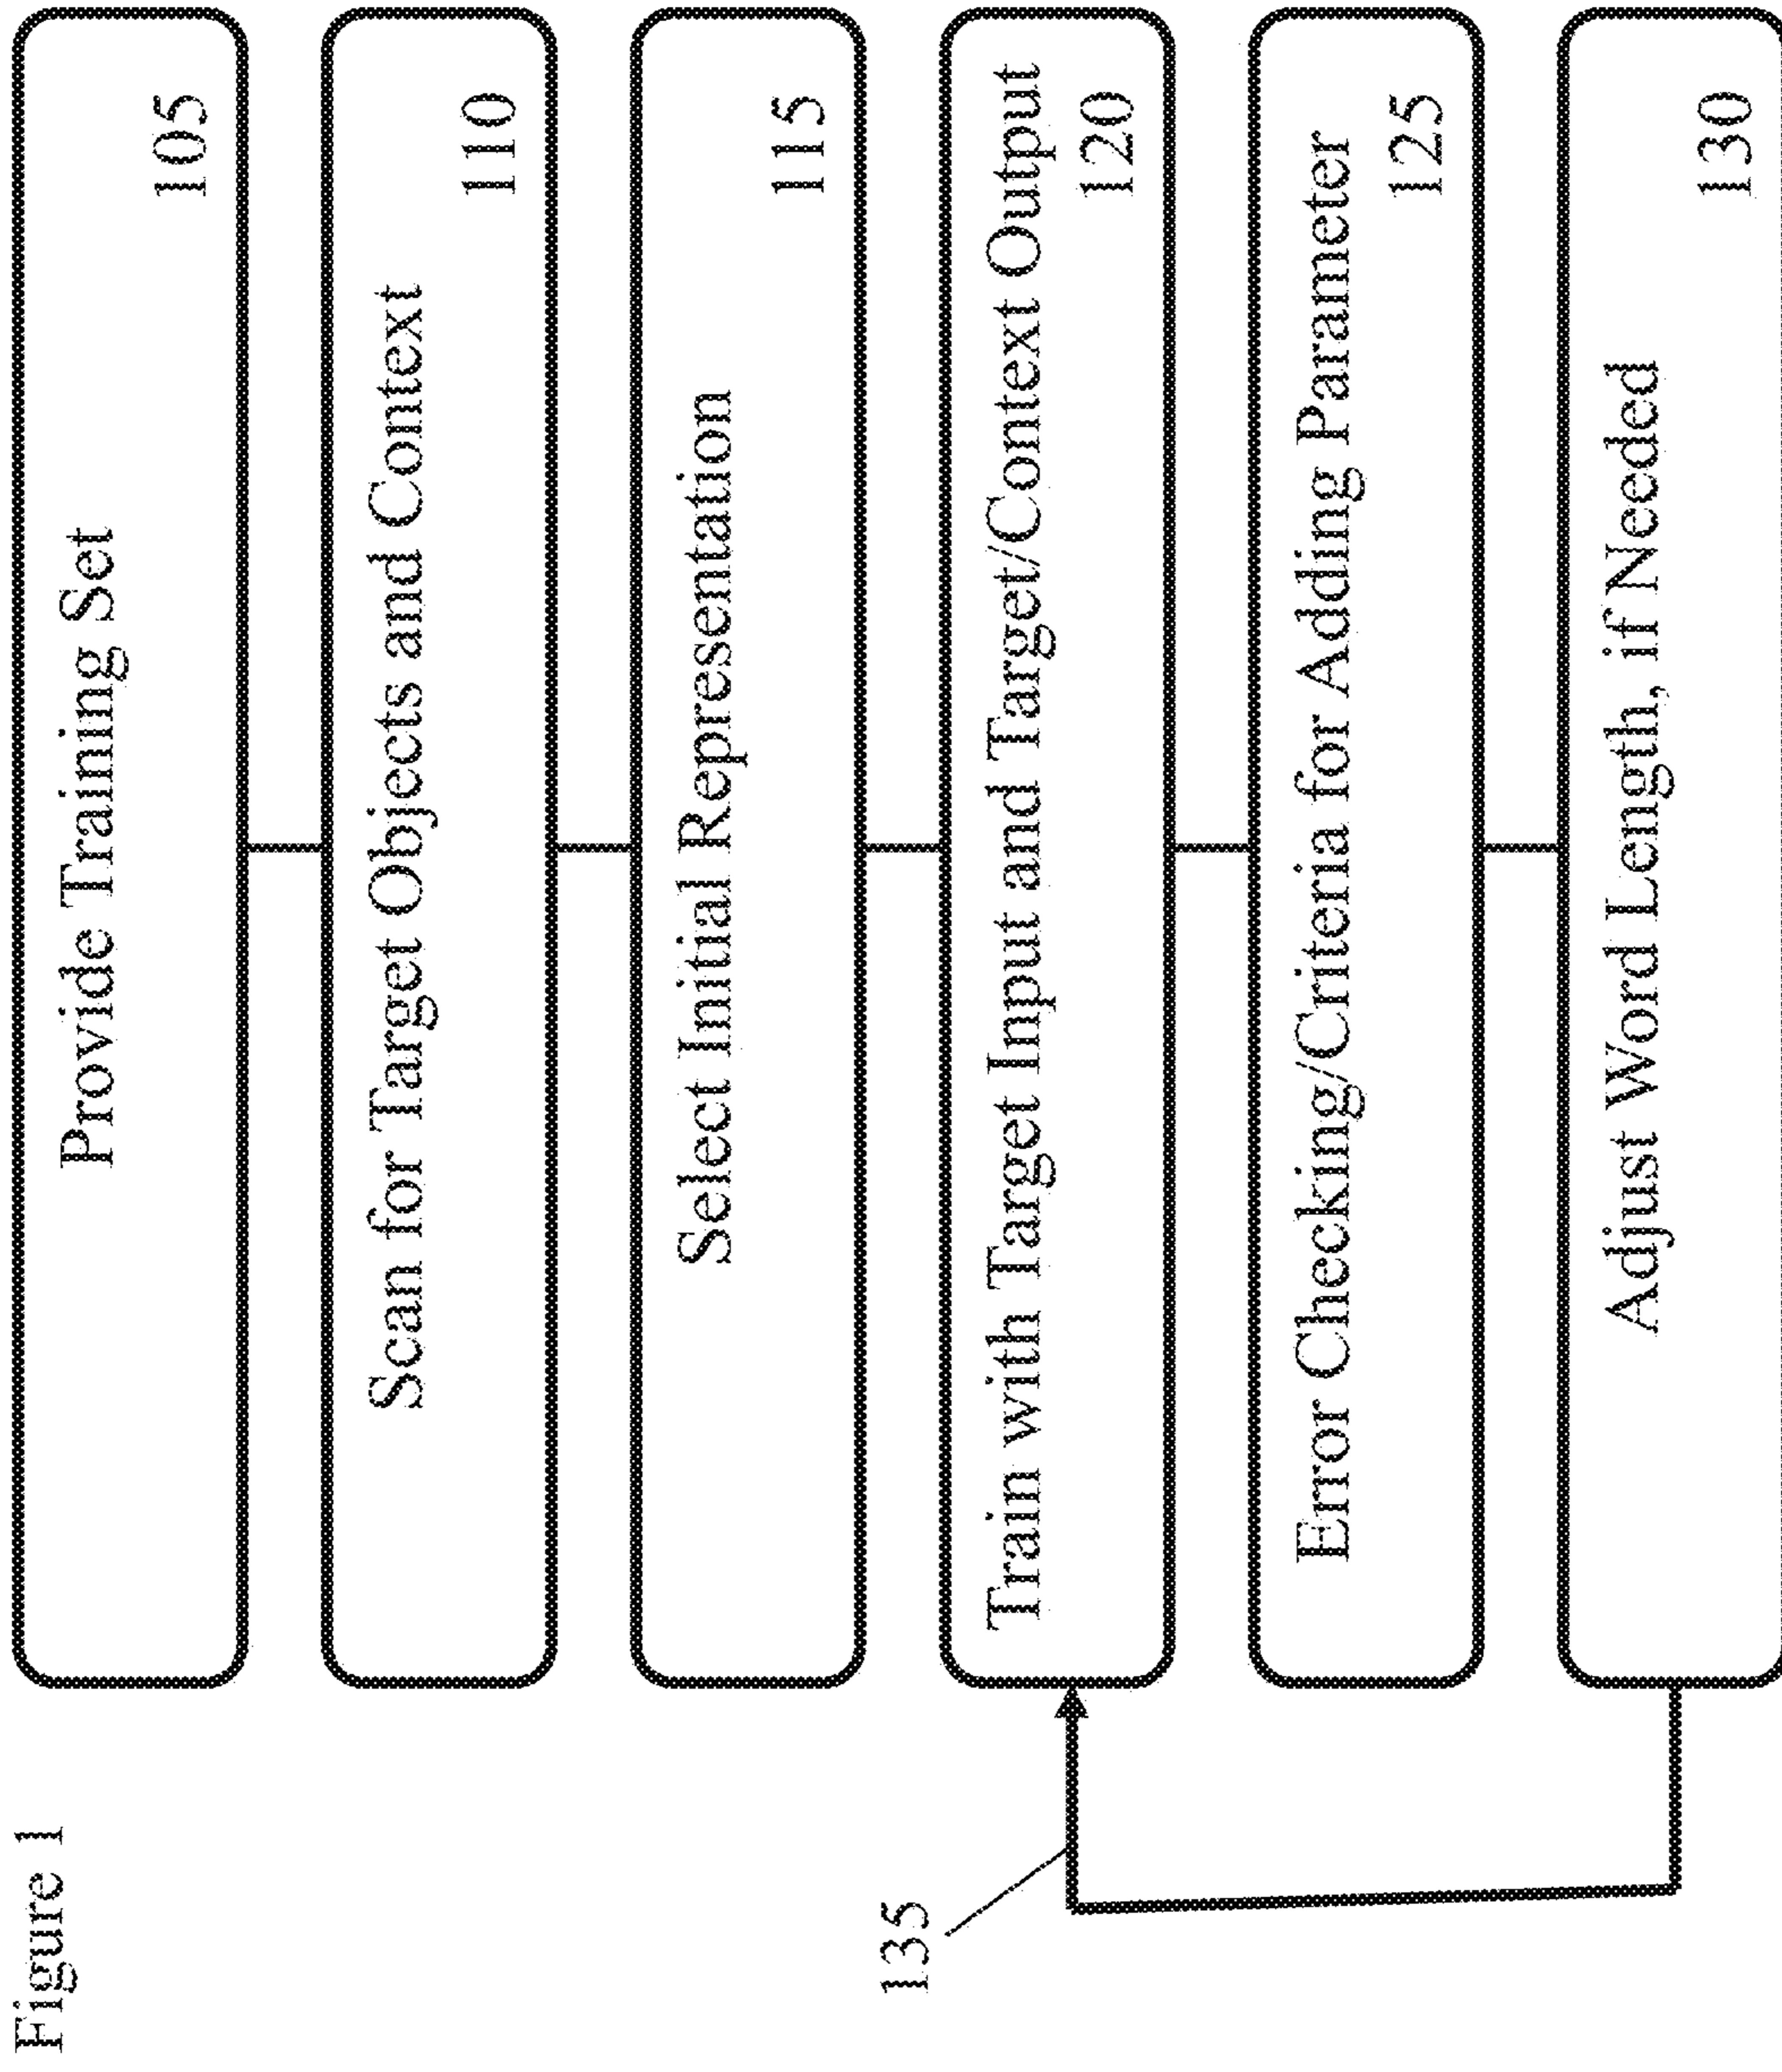 Figure 1
Provide Training Set
105
Scan for Target Objects and Context
110
Select Initial Representation
115
Train with Target Input and Target/Context Output
120
Error Checking/Criteria for Adding Parameter
125
Adjust Word Length, if Needed
130
135